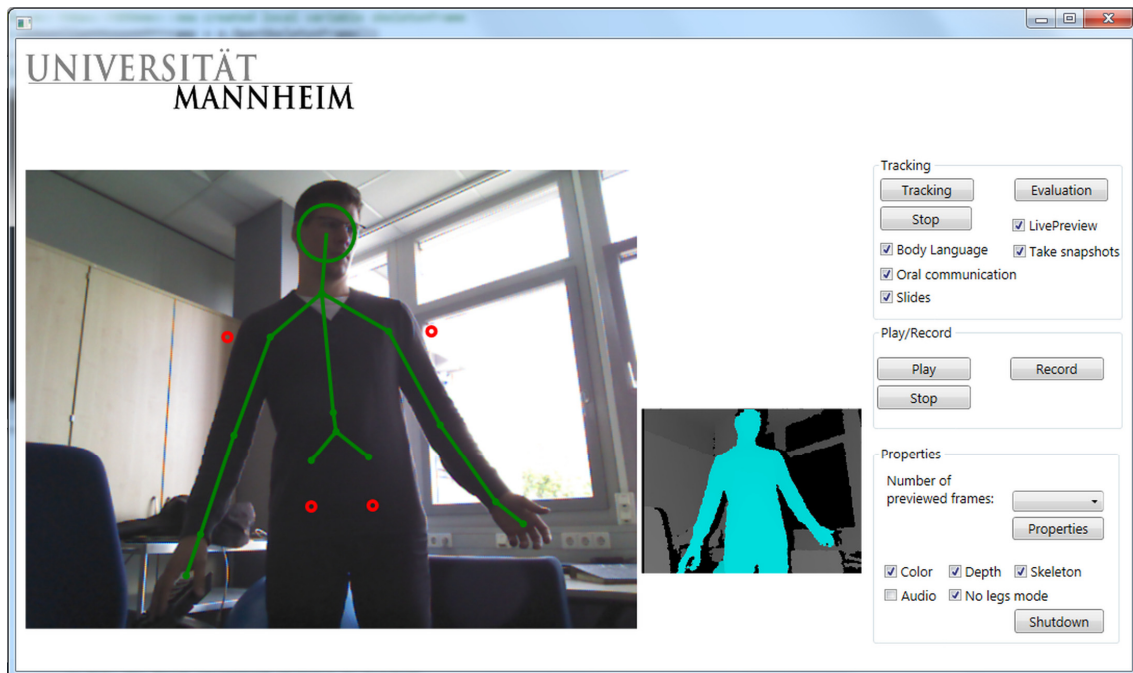 UNIVERSITÄT
MANNHEIM
Tracking
Tracking
Evaluation
Stop
LivePreview
Body Language
Take snapshots
Oral communication
Slides
Play/Record
Play
Record
Stop
Properties
Number of
previewed frames:
Properties
Color
Depth
Skeleton
Audio
No legs mode
Shutdown